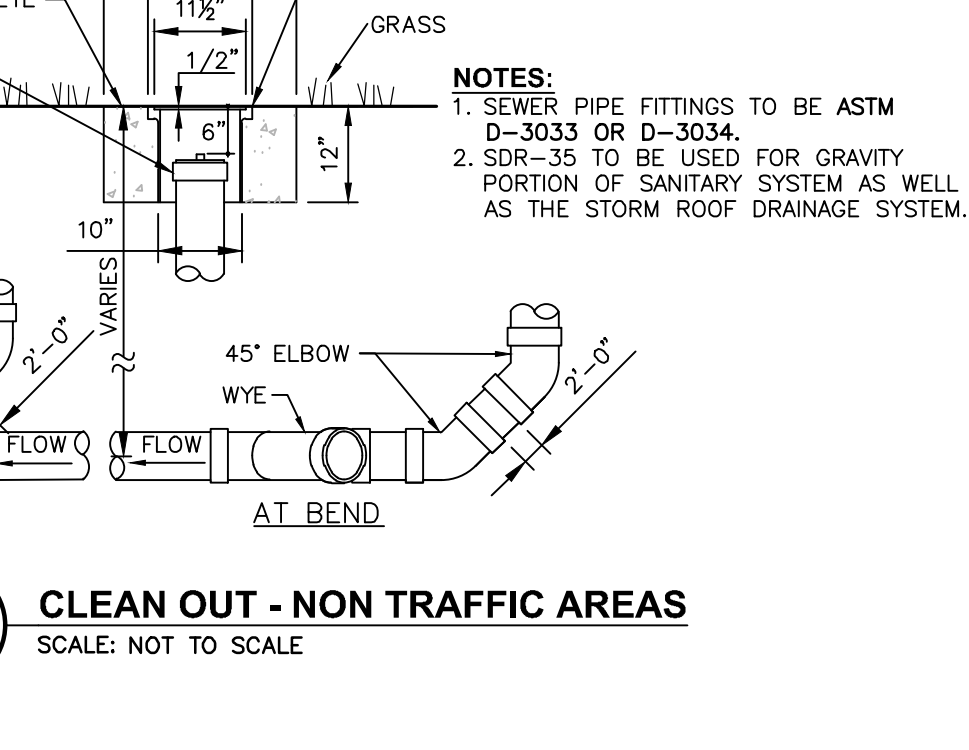 11½"
GRASS
1/2"
NOTES:
1. SEWER PIPE FITTINGS TO BE ASTM
D-3033 OR D-3034.
2. SDR-35 TO BE USED FOR GRAVITY
PORTION OF SANITARY SYSTEM AS WELL
AS THE STORM ROOF DRAINAGE SYSTEM.
6"
12"
10"
VARIES
2'-0"
45° ELBOW
2'-0"
WYE
FLOW
FLOW
AT BEND
CLEAN OUT - NON TRAFFIC AREAS
SCALE: NOT TO SCALE